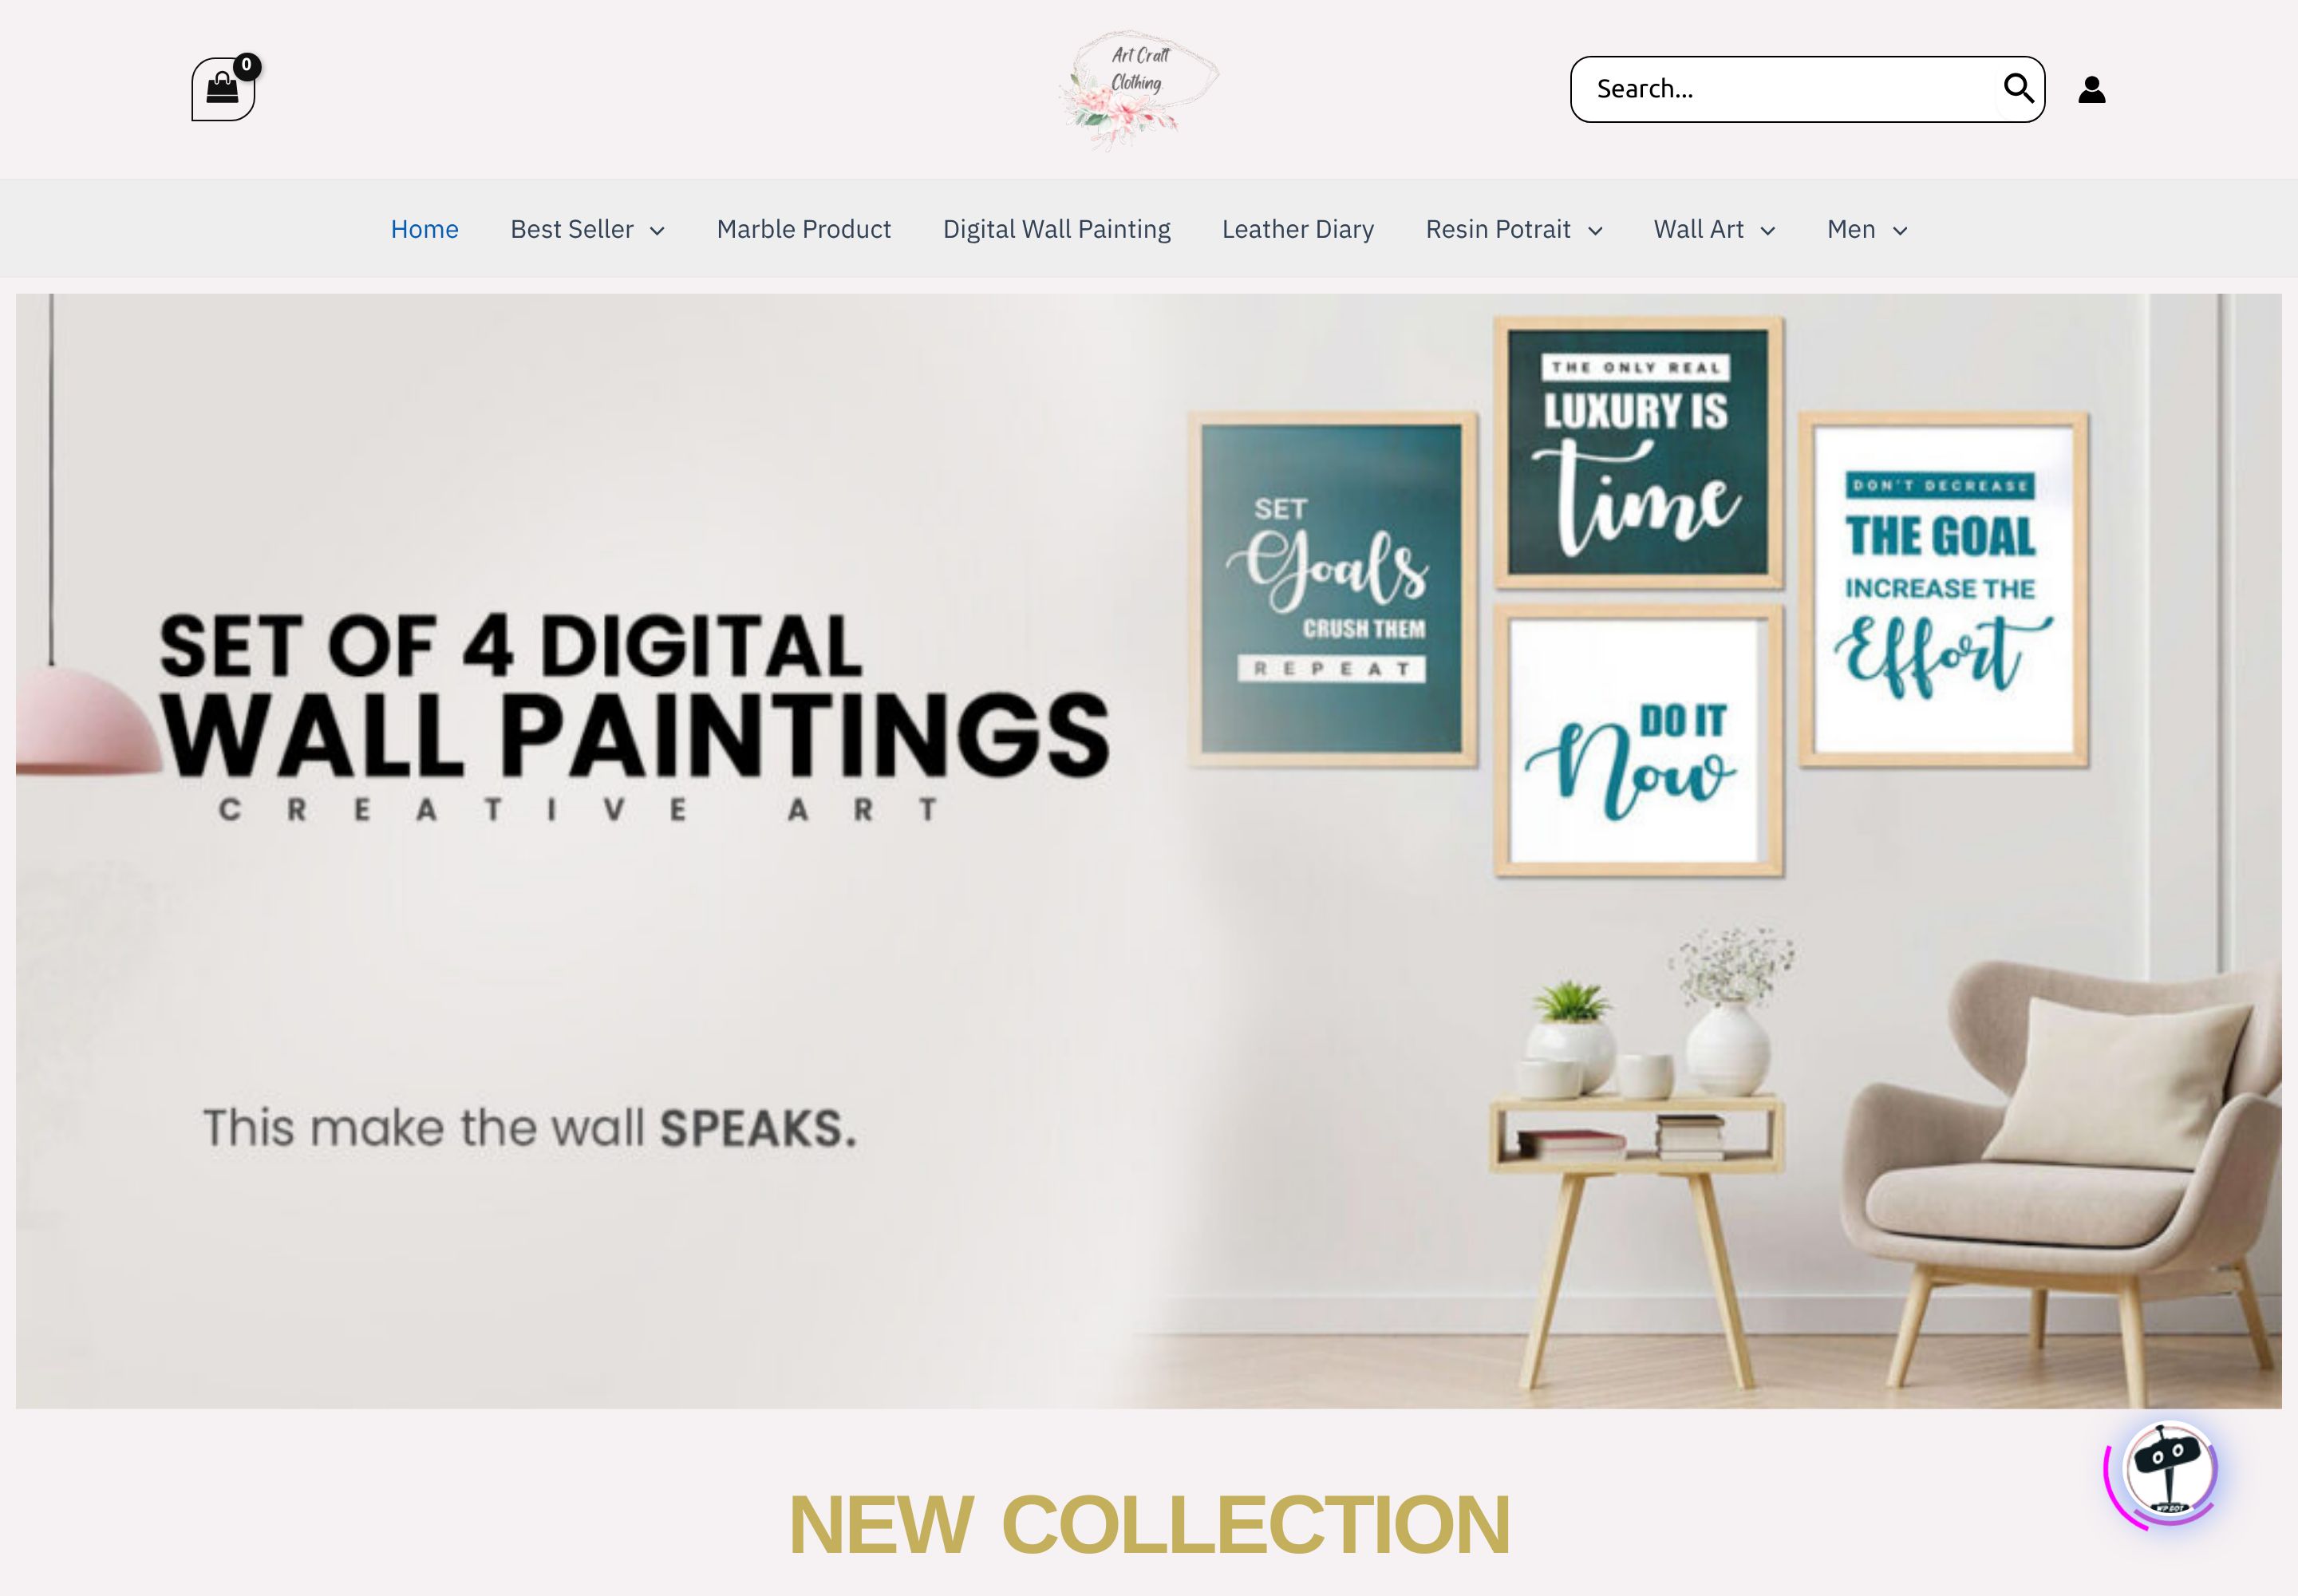 0
Art Craft
Clothing
Search...
Home
Best Seller
Marble Product
Digital Wall Painting
Leather Diary
Resin Potrait
Wall Art
Men
SET OF 4 DIGITAL
WALL PAINTINGS
CREATIVE ART
This make the wall SPEAKS.
SET
Goals
CRUSH THEM
REPEAT
THE ONLY REAL
LUXURY IS
time
DO IT
Now
DON'T DECREASE
THE GOAL
INCREASE THE
Effort
WPBOT
NEW COLLECTION